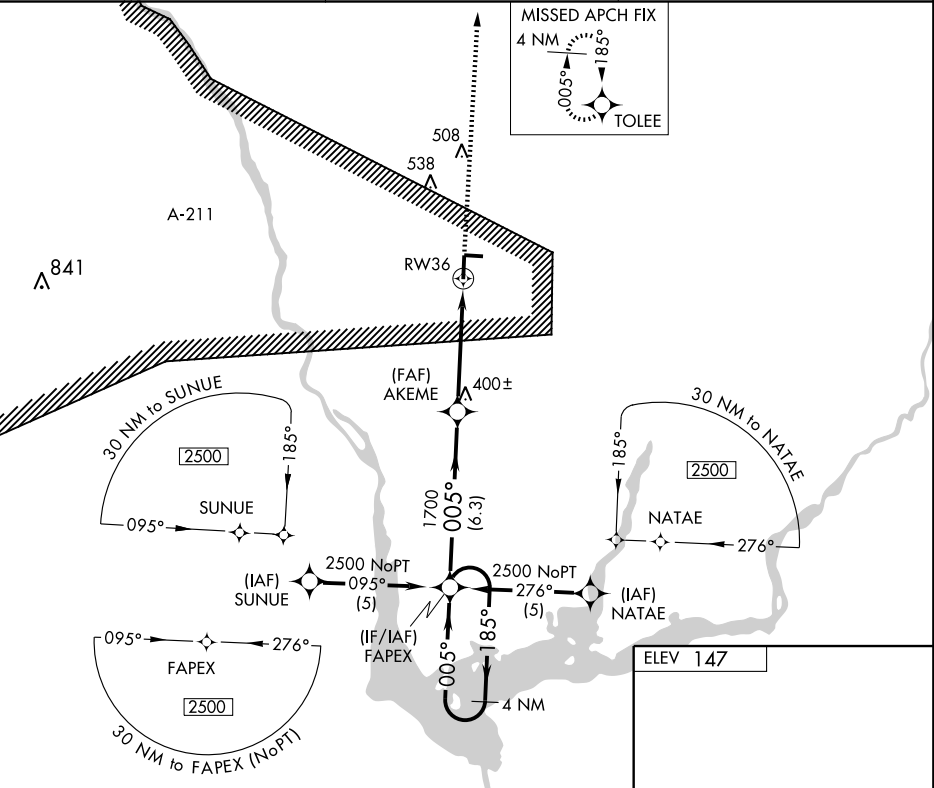 MISSED APCH FIX
4 NM
185°
005°
TOLEE
508
538
A-211
841
RW36
(FAF)
AKEME
400±
30 NM to SUNUE
2500
185°
SUNUE
095°
30 NM to NATAE
185°
2500
NATAE
276°
1700
005°
(6.3)
2500 NoPT
095°
(5)
(IAF)
SUNUE
2500 NoPT
276°
(5)
(IAF)
NATAE
(IF/IAF)
FAPEX
005°
185°
4 NM
095°
276°
FAPEX
2500
30 NM to FAPEX (NoPT)
ELEV 147